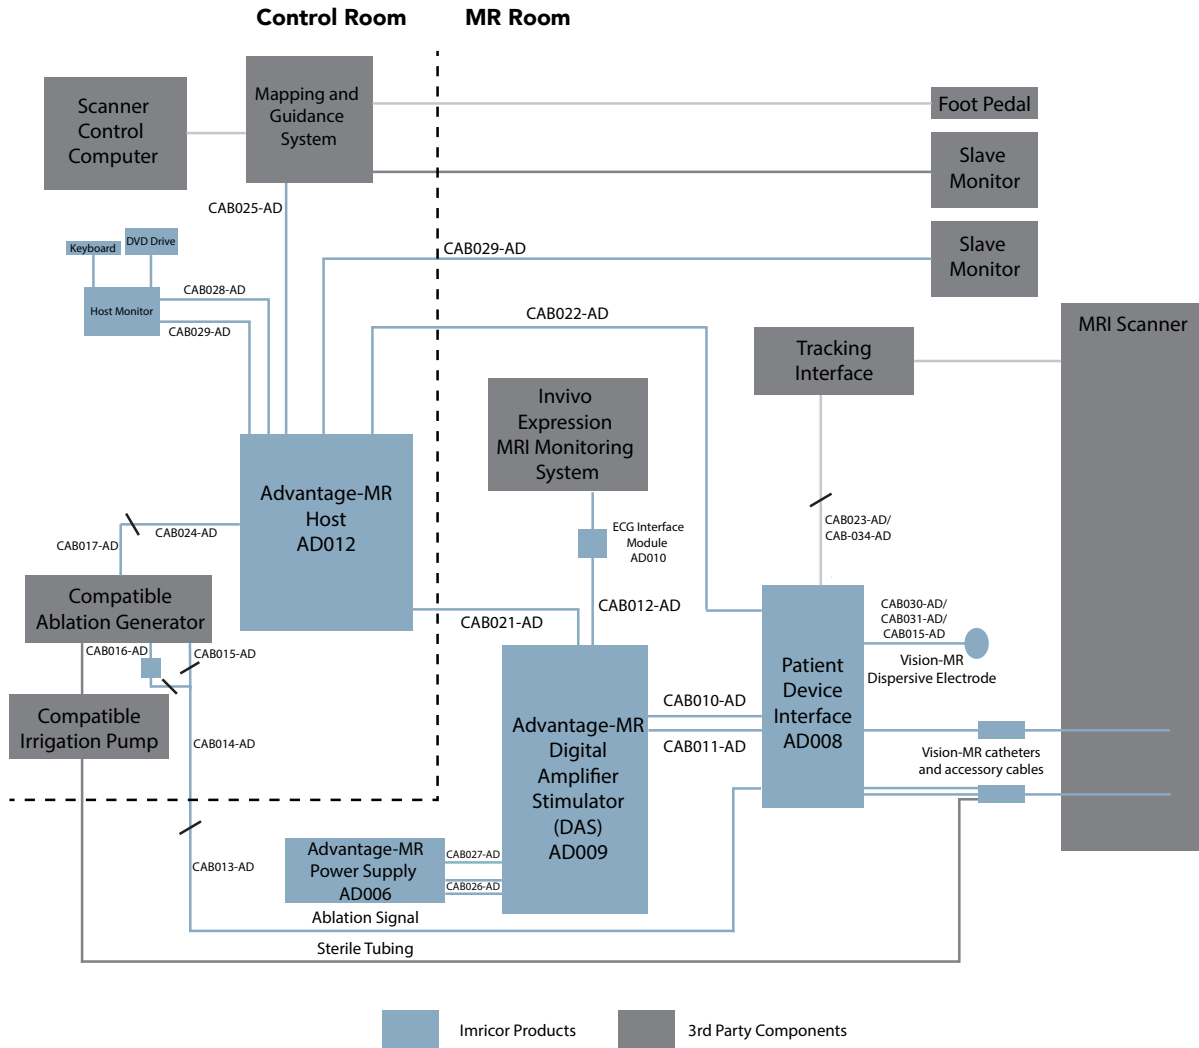 Control Room
MR Room
Scanner
Control
Computer
Mapping and
Guidance
System
Foot Pedal
Slave
Monitor
CAB025-AD
Keyboard
DVD Drive
CAB029-AD
Slave
Monitor
Host Monitor
CAB028-AD
CAB029-AD
CAB022-AD
MRI Scanner
Tracking
Interface
Invivo
Expression
MRI Monitoring
System
Advantage-MR
Host
AD012
CAB024-AD
CAB017-AD
ECG Interface
Module
AD010
CAB023-AD/
CAB-034-AD
Compatible
Ablation Generator
CAB021-AD
CAB012-AD
CAB030-AD/
CAB031-AD/
CAB015-AD
Vision-MR
Dispersive Electrode
CAB016-AD
CAB015-AD
Patient
Device
Interface
AD008
CAB010-AD
CAB011-AD
Compatible
Irrigation Pump
CAB014-AD
Advantage-MR
Digital
Amplifier
Stimulator
(DAS)
AD009
Vision-MR catheters
and accessory cables
CAB013-AD
Advantage-MR
Power Supply
AD006
CAB027-AD
CAB026-AD
Ablation Signal
Sterile Tubing
Imricor Products
3rd Party Components